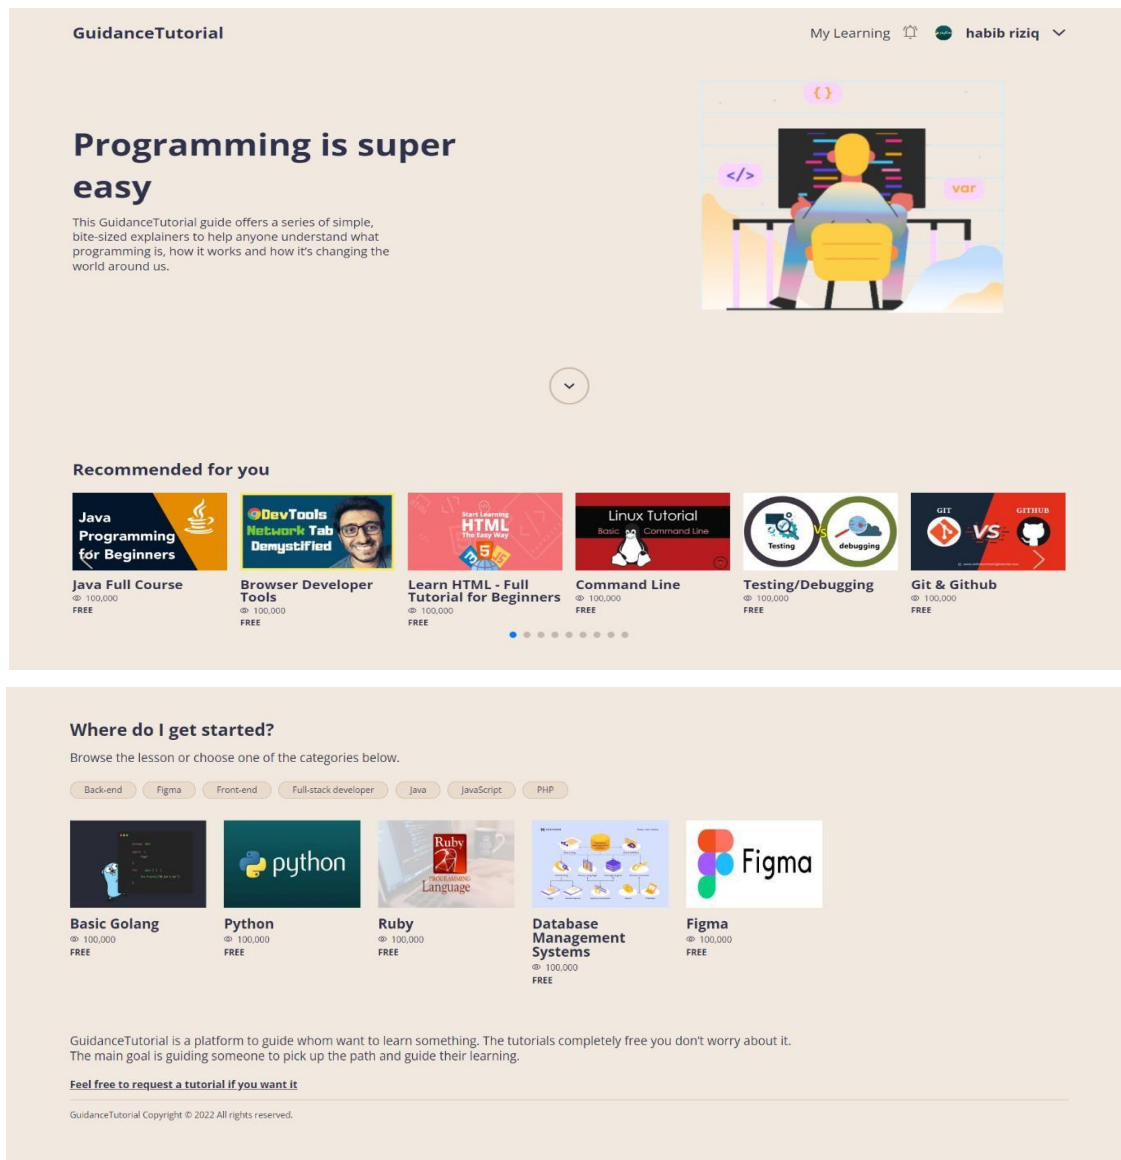 GuidanceTutorial
My Learning habib riziq
{ }
</>
var
Programming is super
easy
This GuidanceTutorial guide offers a series of simple,
bite-sized explainers to help anyone understand what
programming is, how it works and how it's changing the
world around us.
Recommended for you
Java
Programming
for Beginners
DevTools
Network Tab
Demystified
Start Learning
HTML
The Easy Way
5 JS
Linux Tutorial
Basic Command Line
Testing VS debugging
GIT VS GITHUB
Java Full Course
100,000
FREE
Browser Developer
Tools
100,000
FREE
Learn HTML - Full
Tutorial for Beginners
100,000
FREE
Command Line
100,000
FREE
Testing/Debugging
100,000
FREE
Git & Github
100,000
FREE
Where do I get started?
Browse the lesson or choose one of the categories below.
Back-end Figma Front-end Full-stack developer Java JavaScript PHP
python
Ruby
PROGRAMMING
Language
Figma
Basic Golang
100,000
FREE
Python
100,000
FREE
Ruby
100,000
FREE
Database
Management
Systems
100,000
FREE
Figma
100,000
FREE
GuidanceTutorial is a platform to guide whom want to learn something. The tutorials completely free you don't worry about it.
The main goal is guiding someone to pick up the path and guide their learning.
Feel free to request a tutorial if you want it
GuidanceTutorial Copyright © 2022 All rights reserved.